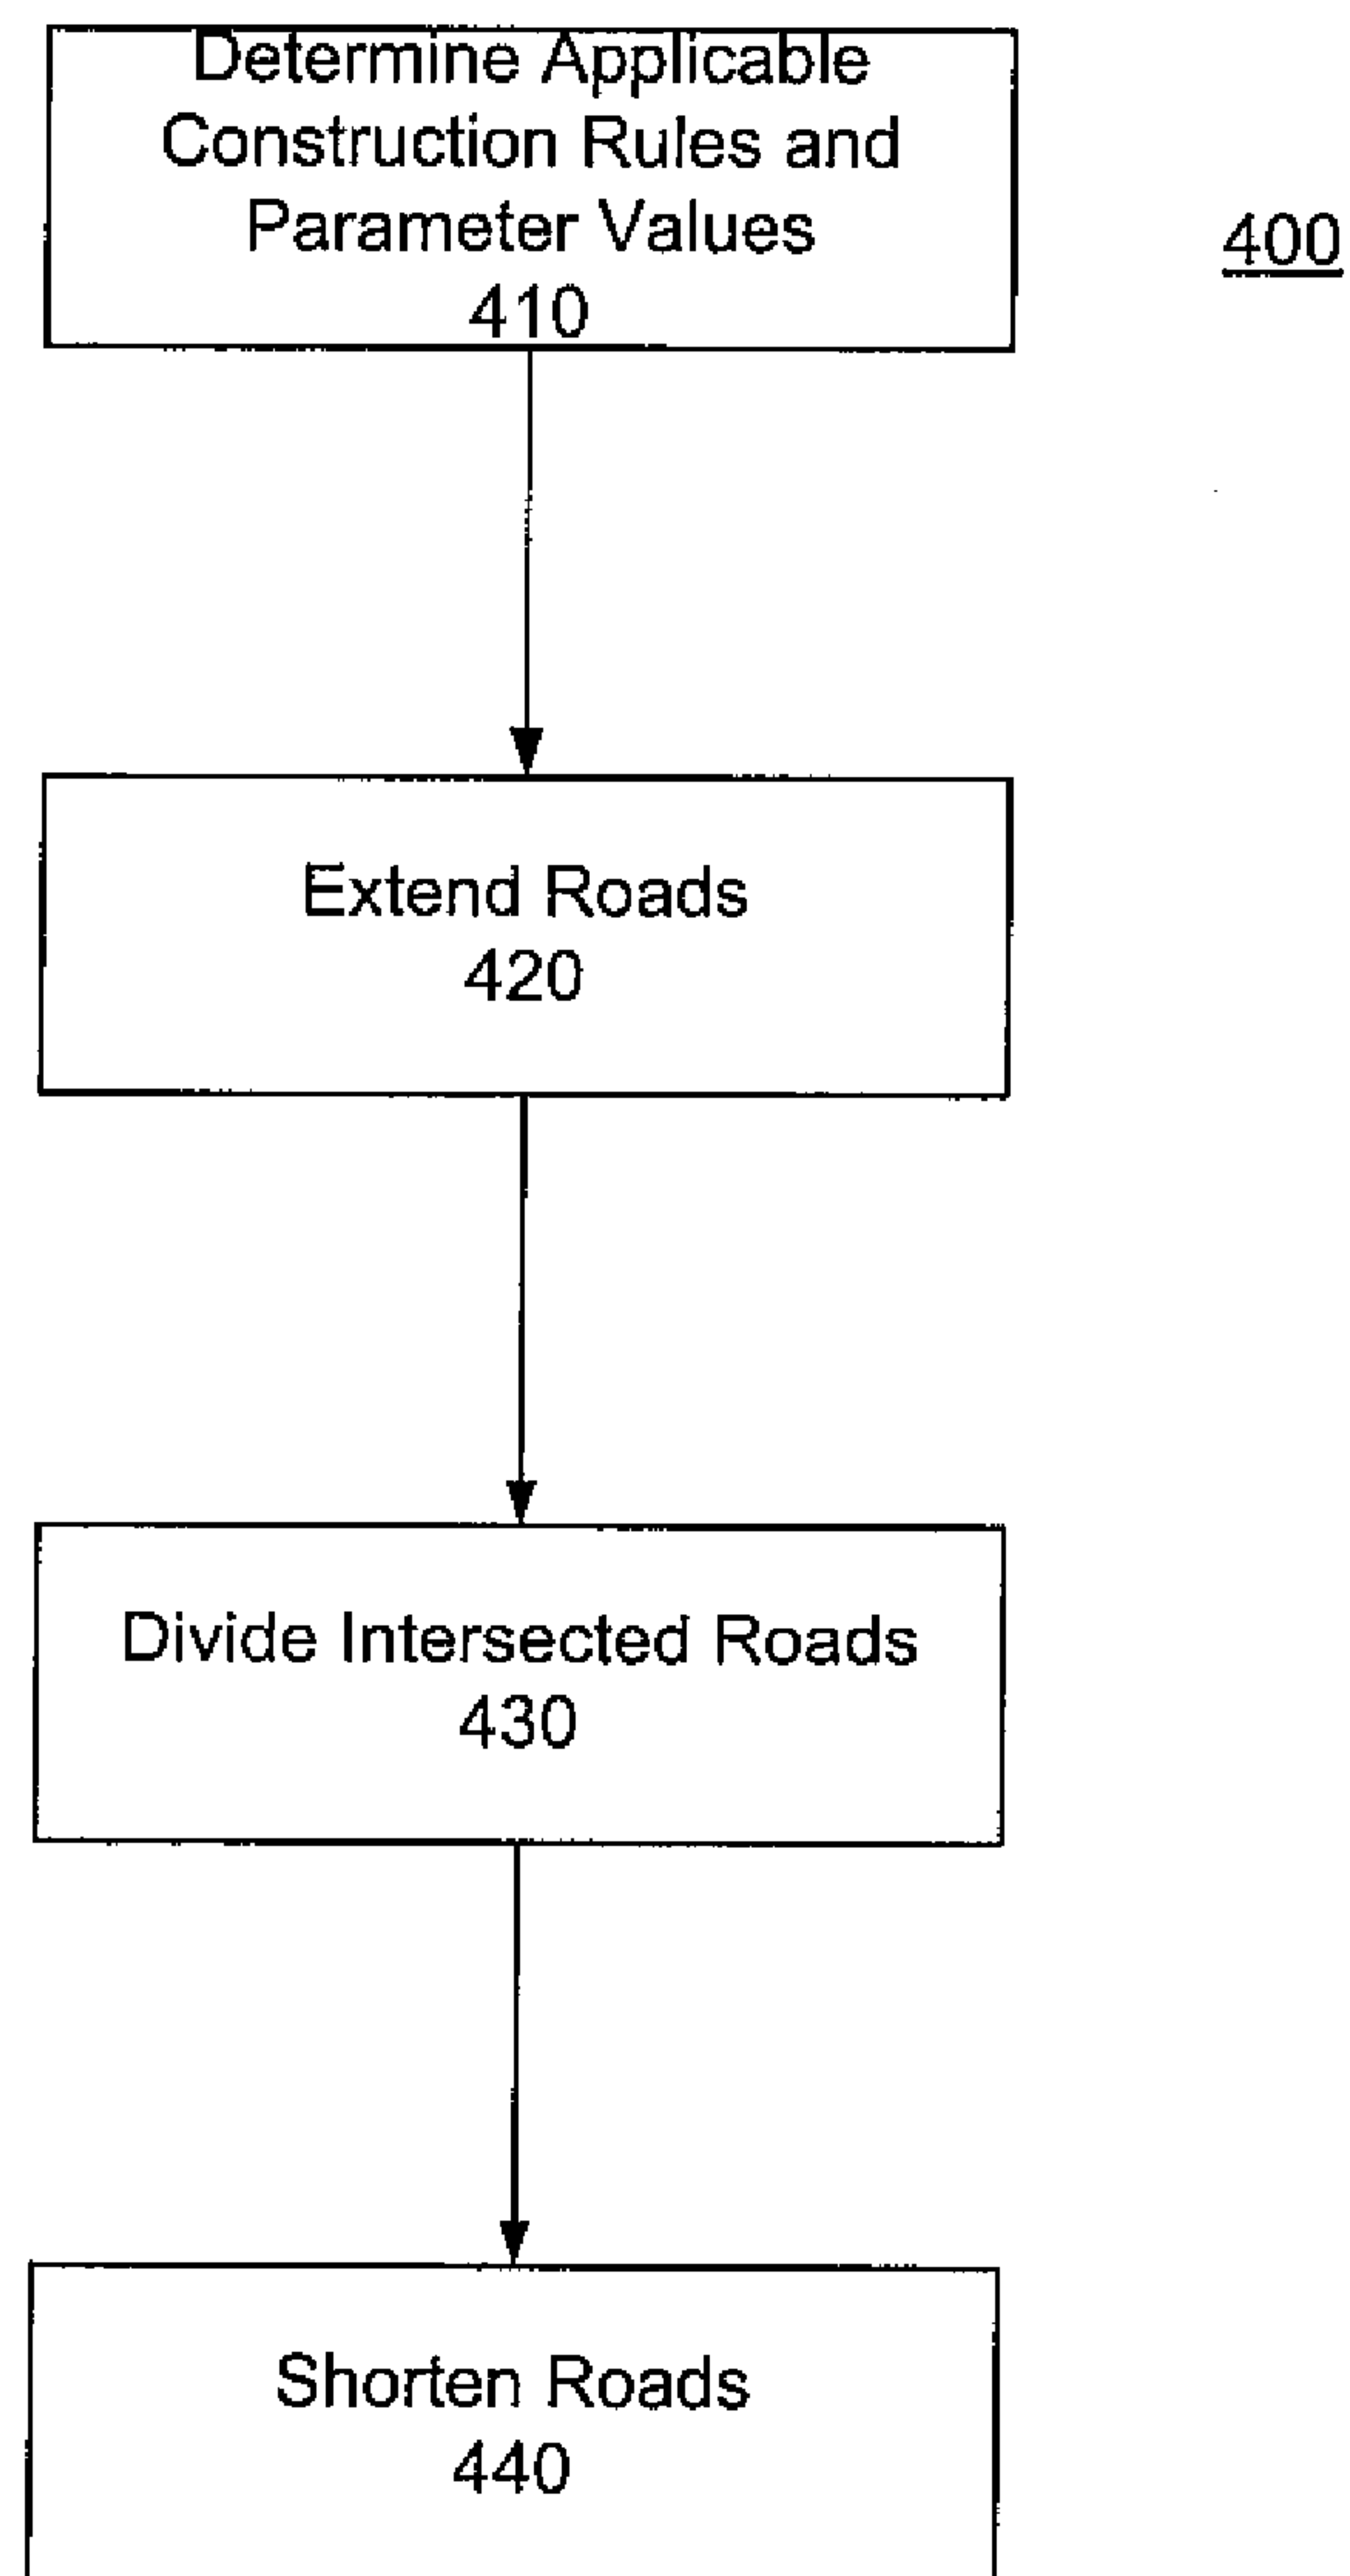 Determine Applicable
Construction Rules and
Parameter Values
410
400
Extend Roads
420
Divide Intersected Roads
430
Shorten Roads
440